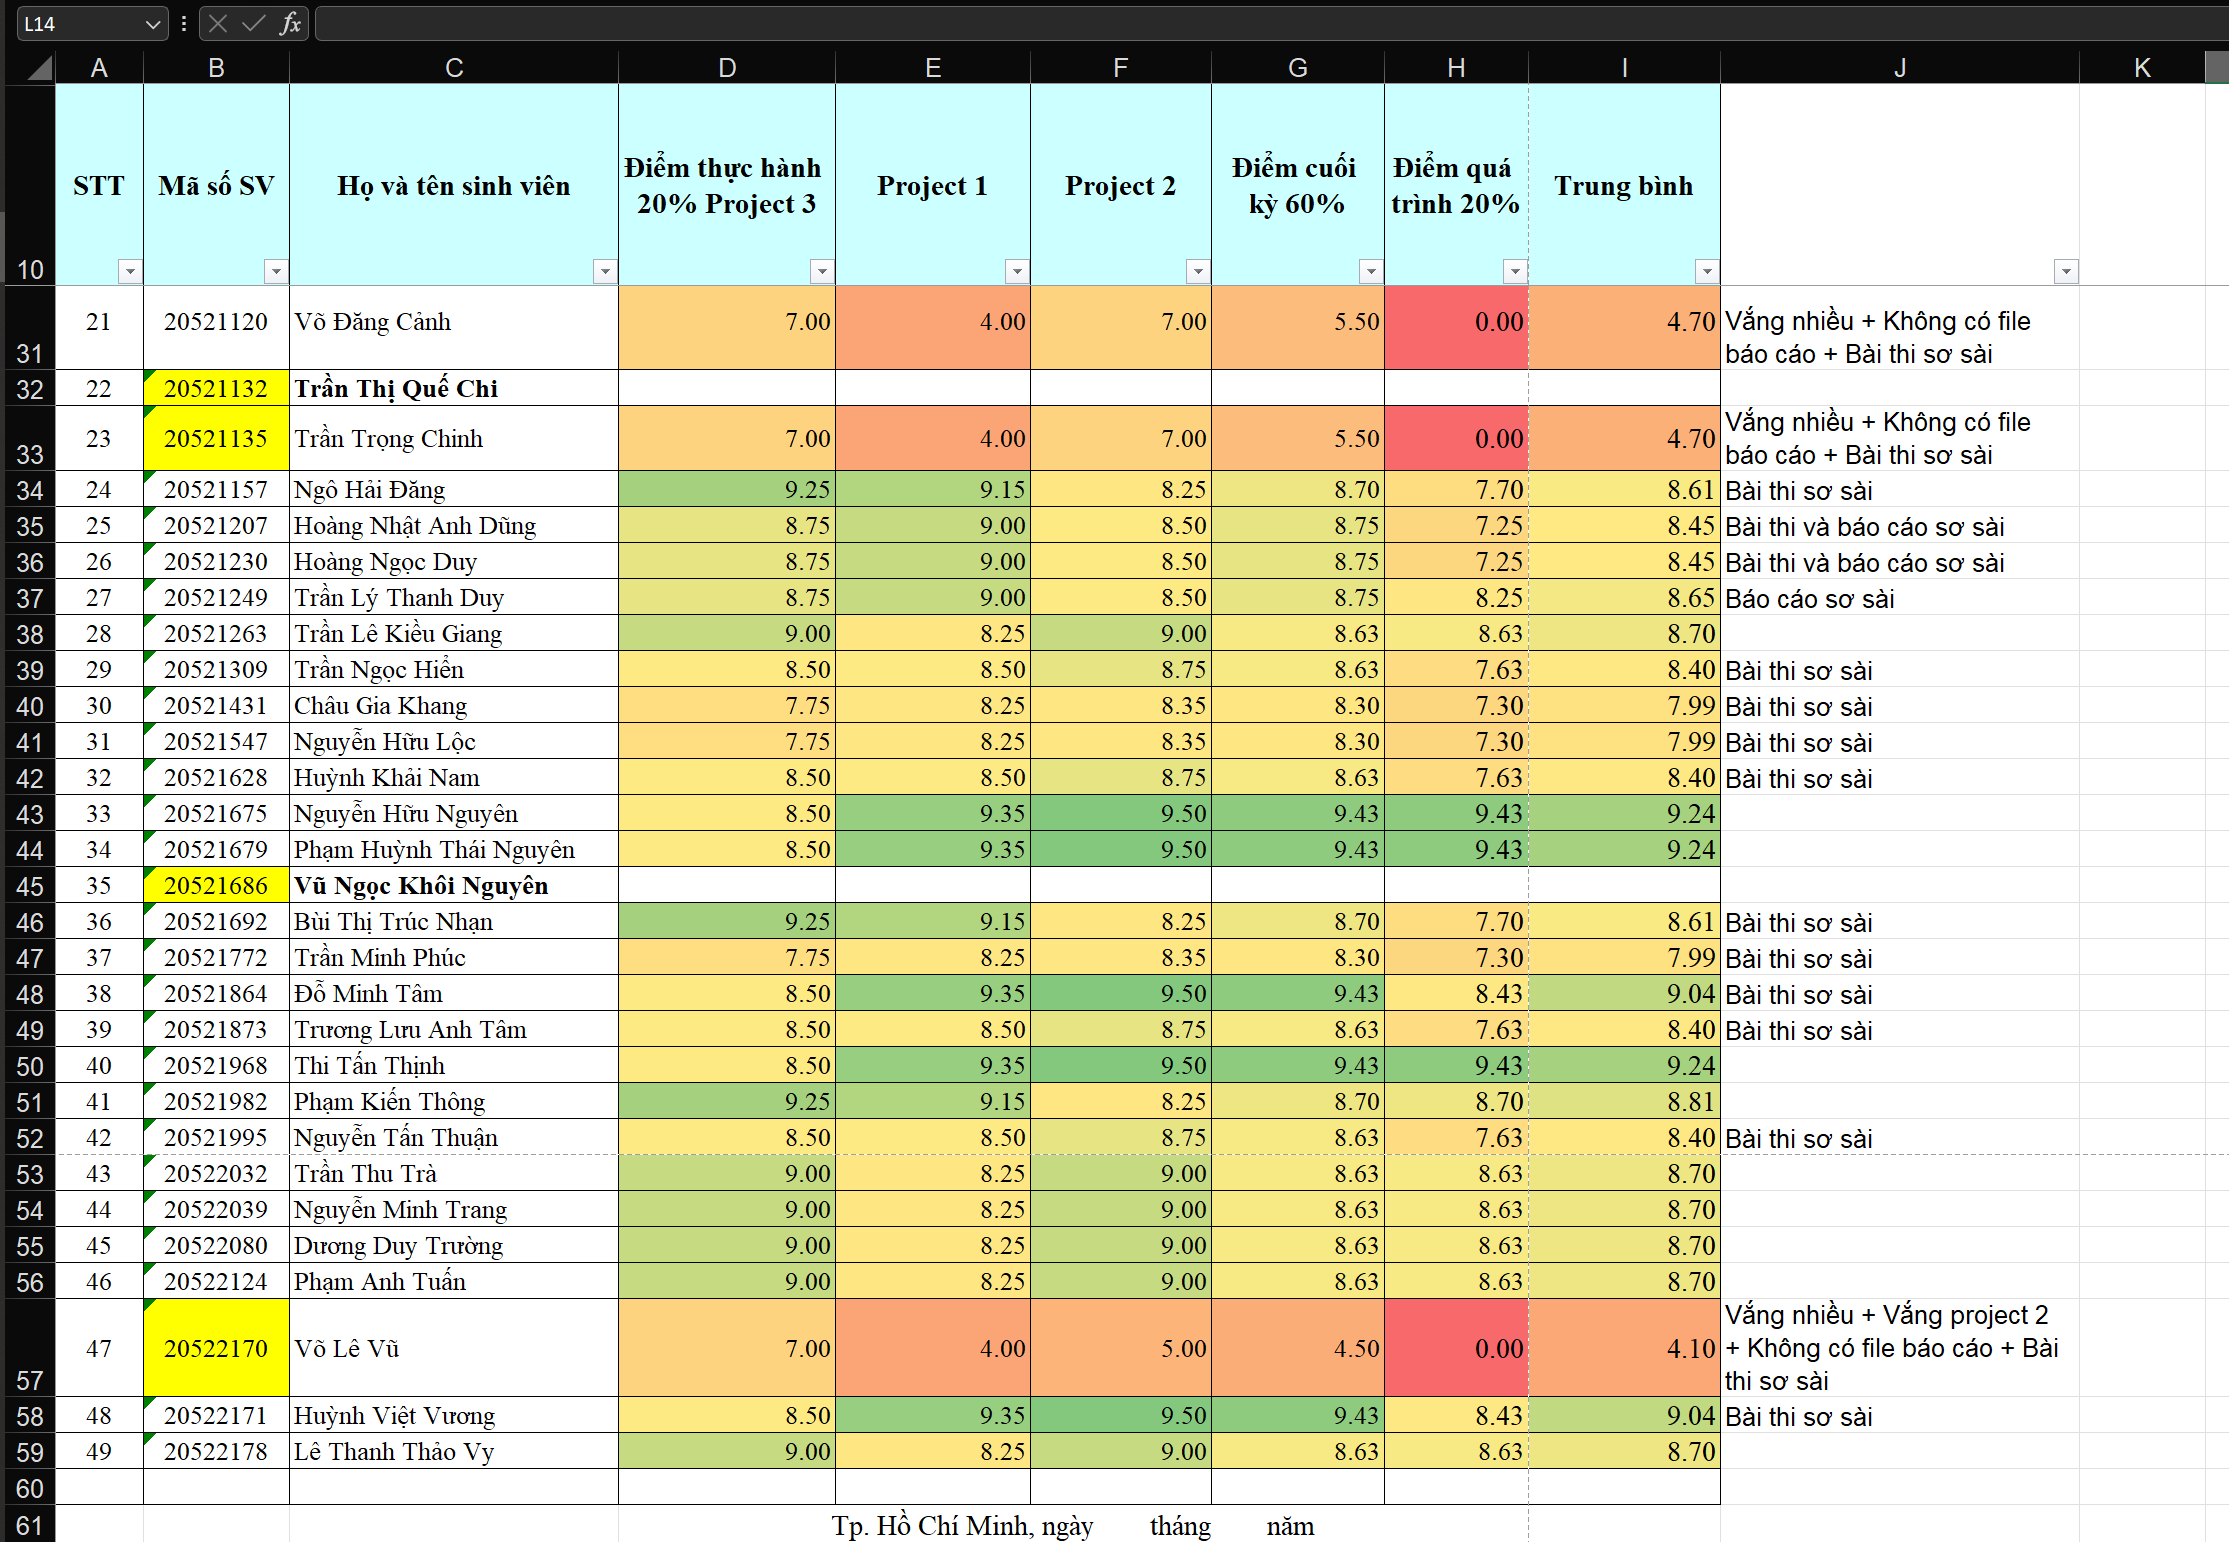 L14
fx
A B C D E F G H I J K
10 STT Mã số SV Họ và tên sinh viên Điểm thực hành 20% Project 3 Project 1 Project 2 Điểm cuối kỳ 60% Điểm quá trình 20% Trung bình
31 21 20521120 Võ Đăng Cảnh 7.00 4.00 7.00 5.50 0.00 4.70 Vắng nhiều + Không có file báo cáo + Bài thi sơ sài
32 22 20521132 Trần Thị Quế Chi
33 23 20521135 Trần Trọng Chinh 7.00 4.00 7.00 5.50 0.00 4.70 Vắng nhiều + Không có file báo cáo + Bài thi sơ sài
34 24 20521157 Ngô Hải Đăng 9.25 9.15 8.25 8.70 7.70 8.61 Bài thi sơ sài
35 25 20521207 Hoàng Nhật Anh Dũng 8.75 9.00 8.50 8.75 7.25 8.45 Bài thi và báo cáo sơ sài
36 26 20521230 Hoàng Ngọc Duy 8.75 9.00 8.50 8.75 7.25 8.45 Bài thi và báo cáo sơ sài
37 27 20521249 Trần Lý Thanh Duy 8.75 9.00 8.50 8.75 8.25 8.65 Báo cáo sơ sài
38 28 20521263 Trần Lê Kiều Giang 9.00 8.25 9.00 8.63 8.63 8.70
39 29 20521309 Trần Ngọc Hiển 8.50 8.50 8.75 8.63 7.63 8.40 Bài thi sơ sài
40 30 20521431 Châu Gia Khang 7.75 8.25 8.35 8.30 7.30 7.99 Bài thi sơ sài
41 31 20521547 Nguyễn Hữu Lộc 7.75 8.25 8.35 8.30 7.30 7.99 Bài thi sơ sài
42 32 20521628 Huỳnh Khải Nam 8.50 8.50 8.75 8.63 7.63 8.40 Bài thi sơ sài
43 33 20521675 Nguyễn Hữu Nguyên 8.50 9.35 9.50 9.43 9.43 9.24
44 34 20521679 Phạm Huỳnh Thái Nguyên 8.50 9.35 9.50 9.43 9.43 9.24
45 35 20521686 Vũ Ngọc Khôi Nguyên
46 36 20521692 Bùi Thị Trúc Nhạn 9.25 9.15 8.25 8.70 7.70 8.61 Bài thi sơ sài
47 37 20521772 Trần Minh Phúc 7.75 8.25 8.35 8.30 7.30 7.99 Bài thi sơ sài
48 38 20521864 Đỗ Minh Tâm 8.50 9.35 9.50 9.43 8.43 9.04 Bài thi sơ sài
49 39 20521873 Trương Lưu Anh Tâm 8.50 8.50 8.75 8.63 7.63 8.40 Bài thi sơ sài
50 40 20521968 Thi Tấn Thịnh 8.50 9.35 9.50 9.43 9.43 9.24
51 41 20521982 Phạm Kiến Thông 9.25 9.15 8.25 8.70 8.70 8.81
52 42 20521995 Nguyễn Tấn Thuận 8.50 8.50 8.75 8.63 7.63 8.40 Bài thi sơ sài
53 43 20522032 Trần Thu Trà 9.00 8.25 9.00 8.63 8.63 8.70
54 44 20522039 Nguyễn Minh Trang 9.00 8.25 9.00 8.63 8.63 8.70
55 45 20522080 Dương Duy Trường 9.00 8.25 9.00 8.63 8.63 8.70
56 46 20522124 Phạm Anh Tuấn 9.00 8.25 9.00 8.63 8.63 8.70
57 47 20522170 Võ Lê Vũ 7.00 4.00 5.00 4.50 0.00 4.10 Vắng nhiều + Vắng project 2 + Không có file báo cáo + Bài thi sơ sài
58 48 20522171 Huỳnh Việt Vương 8.50 9.35 9.50 9.43 8.43 9.04 Bài thi sơ sài
59 49 20522178 Lê Thanh Thảo Vy 9.00 8.25 9.00 8.63 8.63 8.70
60
61 Tp. Hồ Chí Minh, ngày tháng năm